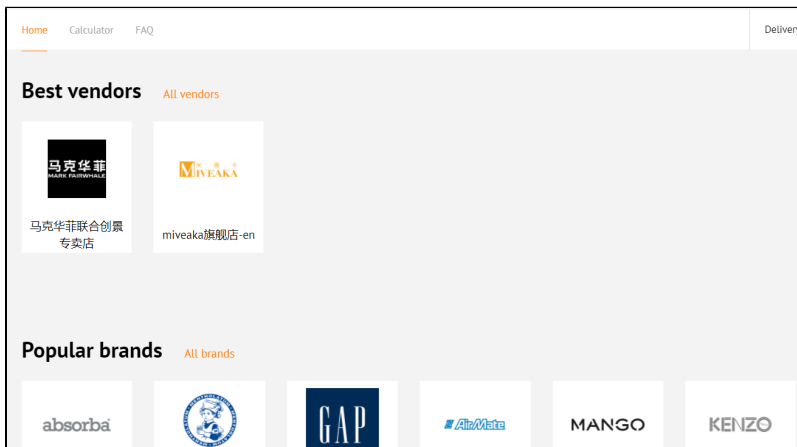 Home Calculator FAQ Delivery
Best vendors All vendors
马克华菲
MARK FAIRWHALE
MIVEAKA
马克华菲联合创景
专卖店
miveaka旗舰店-en
Popular brands All brands
absorba
GAP
AirMate
MANGO
KENZO